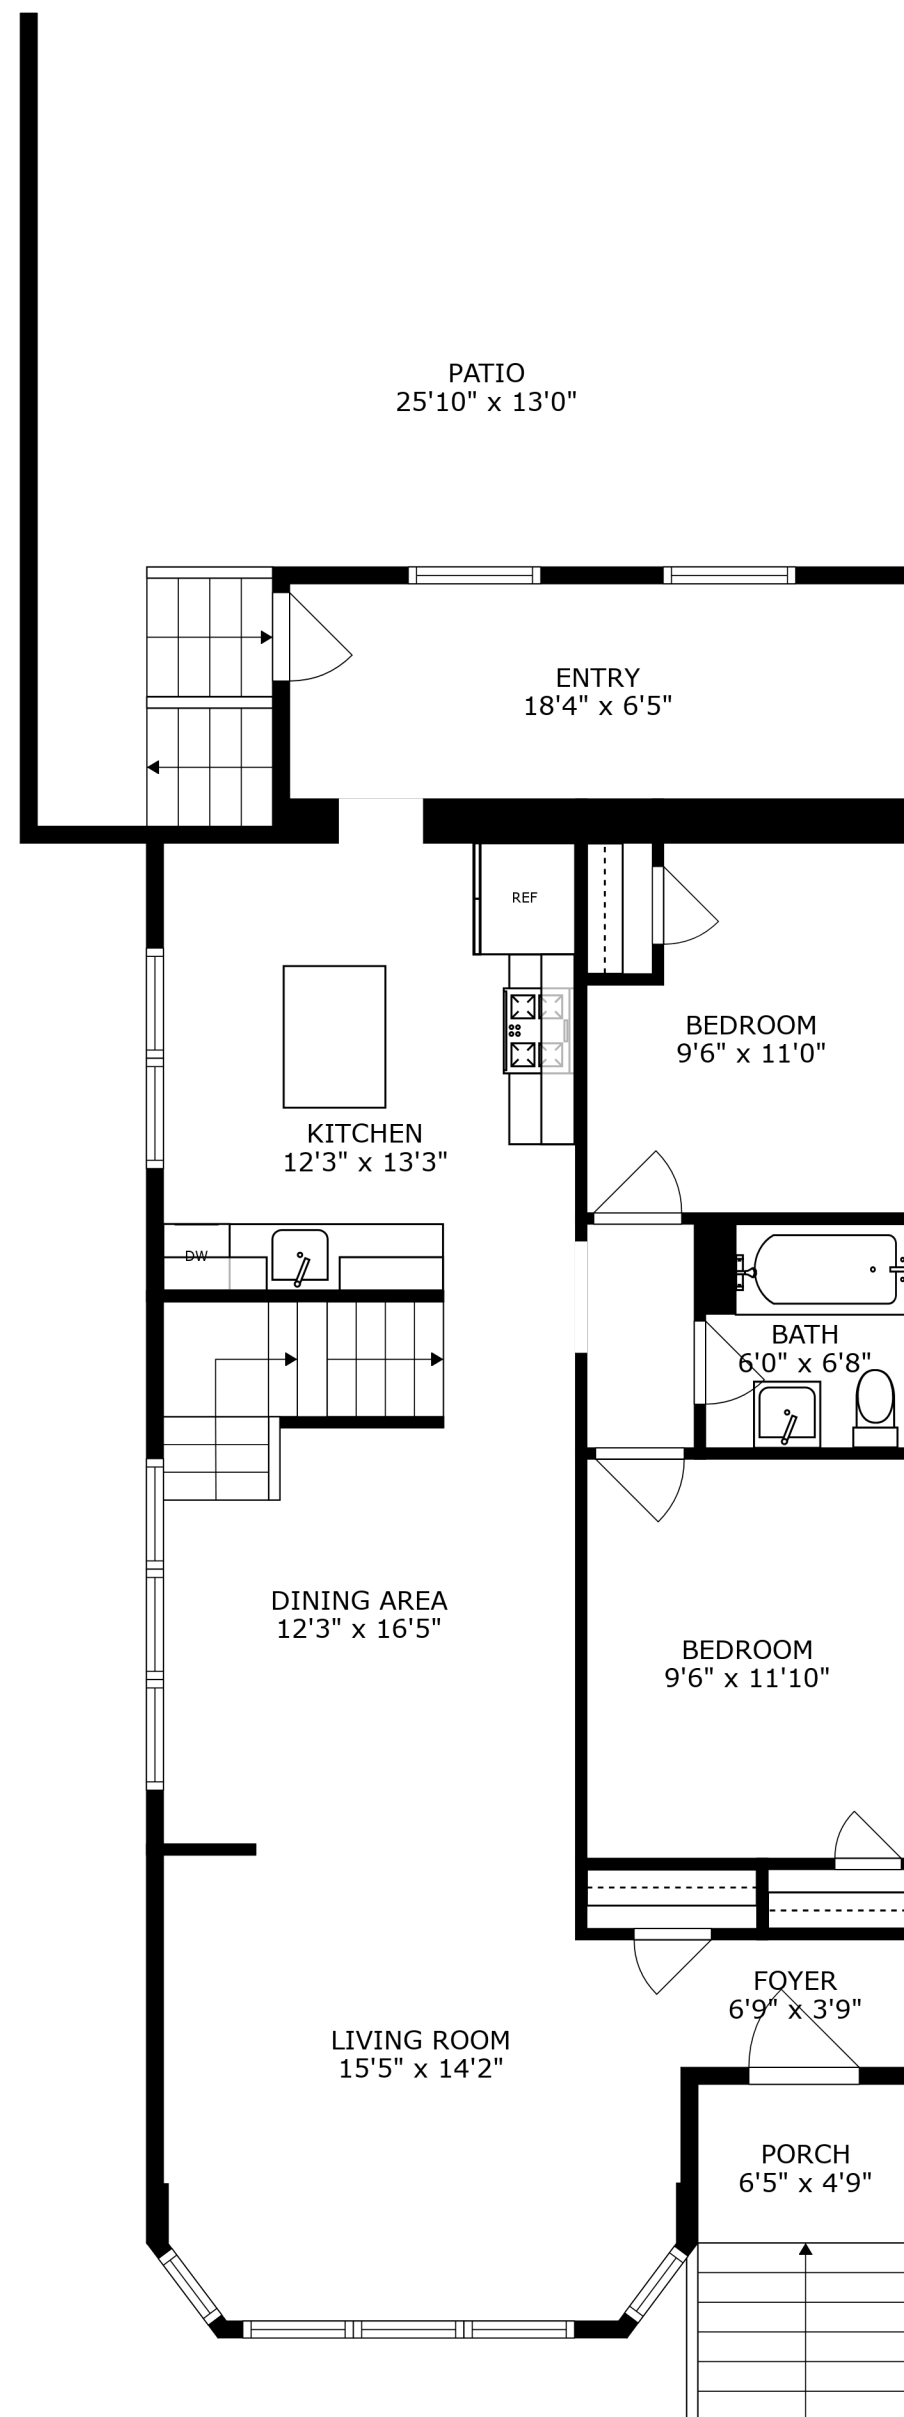 PATIO
25'10" x 13'0"
ENTRY
18'4" x 6'5"
REF
BEDROOM
9'6" x 11'0"
KITCHEN
12'3" x 13'3"
DW
BATH
6'0" x 6'8"
DINING AREA
12'3" x 16'5"
BEDROOM
9'6" x 11'10"
FOYER
6'9" x 3'9"
LIVING ROOM
15'5" x 14'2"
PORCH
6'5" x 4'9"